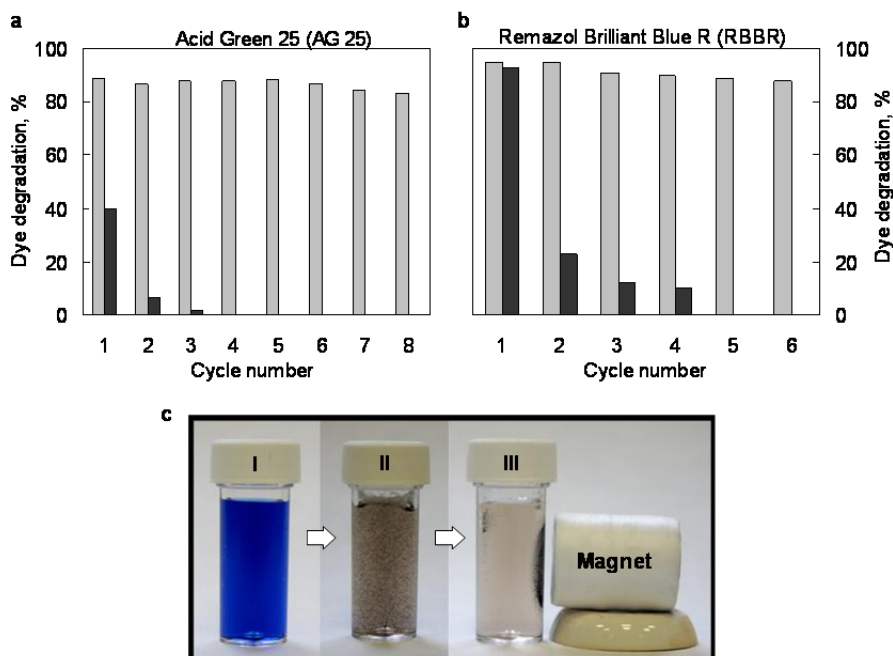 a
Acid Green 25 (AG 25)
100
80
60
40
20
0
Dye degradation, %
1 2 3 4 5 6 7 8
Cycle number
b
Remazol Brilliant Blue R (RBBR)
100
80
60
40
20
0
Dye degradation, %
1 2 3 4 5 6
Cycle number
c
I
II
III
Magnet